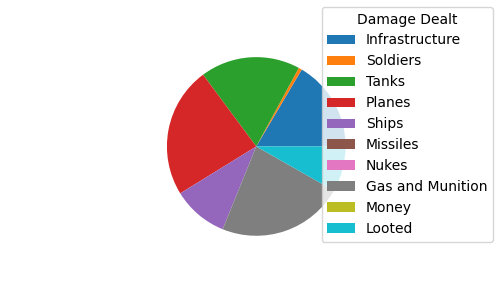 Damage Dealt
Infrastructure
Soldiers
Tanks
Planes
Ships
Missiles
Nukes
Gas and Munition
Money
Looted